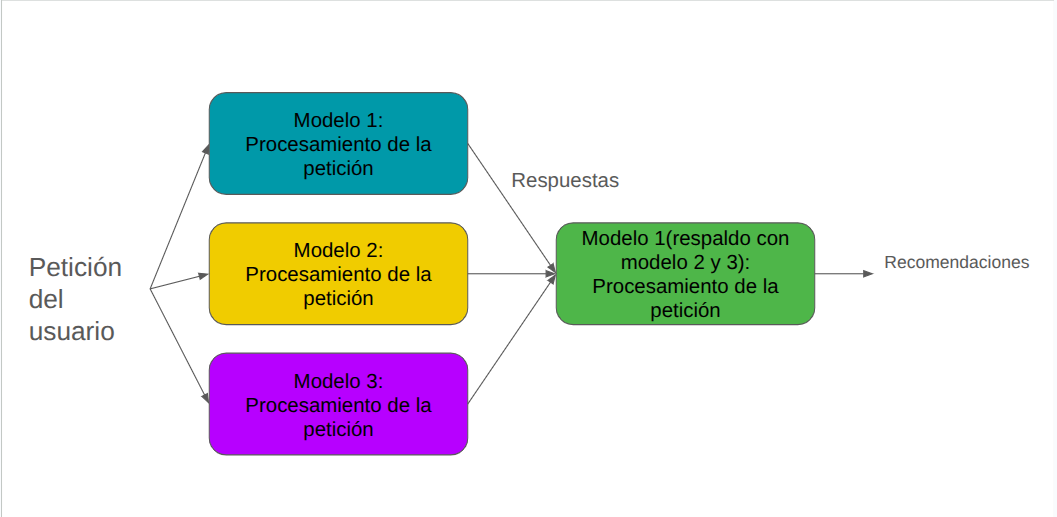 Petición
del
usuario
Modelo 1:
Procesamiento de la
petición
Modelo 2:
Procesamiento de la
petición
Modelo 3:
Procesamiento de la
petición
Respuestas
Modelo 1(respaldo con
modelo 2 y 3):
Procesamiento de la
petición
Recomendaciones